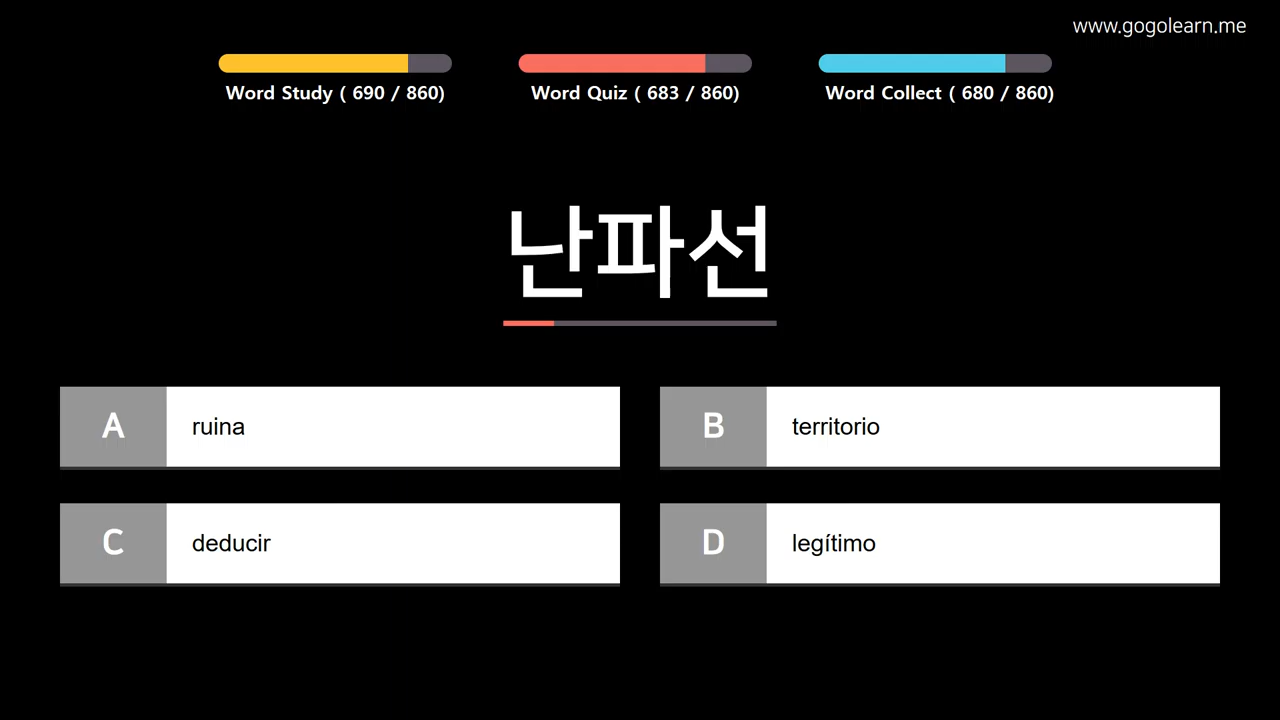 www.gogolearn.me
Word Study ( 690 / 860)
Word Quiz ( 683 / 860)
Word Collect ( 680 / 860)
난파선
A ruina
B territorio
C deducir
D legítimo